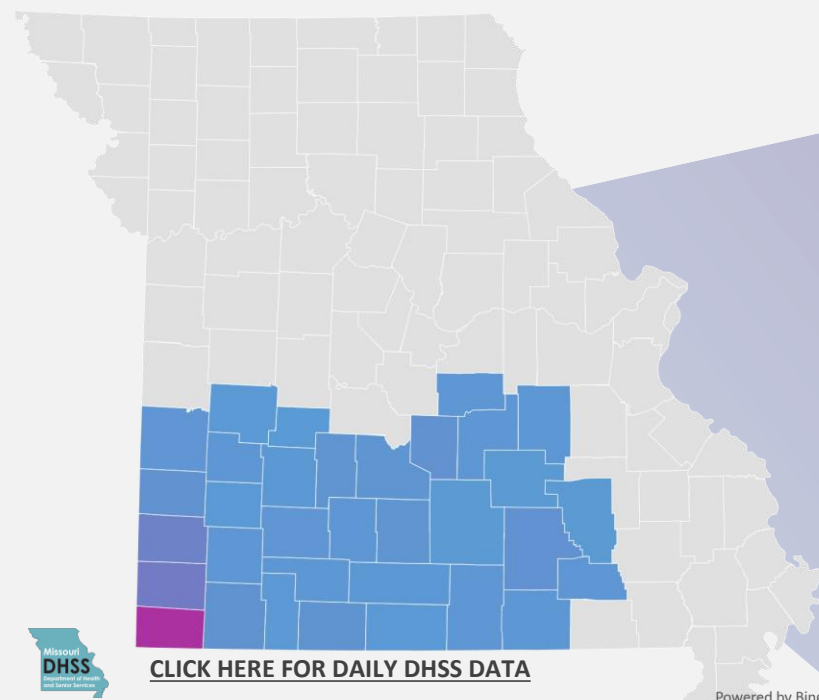 Missouri
DHSS
Department of Health
and Senior Services
CLICK HERE FOR DAILY DHSS DATA
Powered by Bing